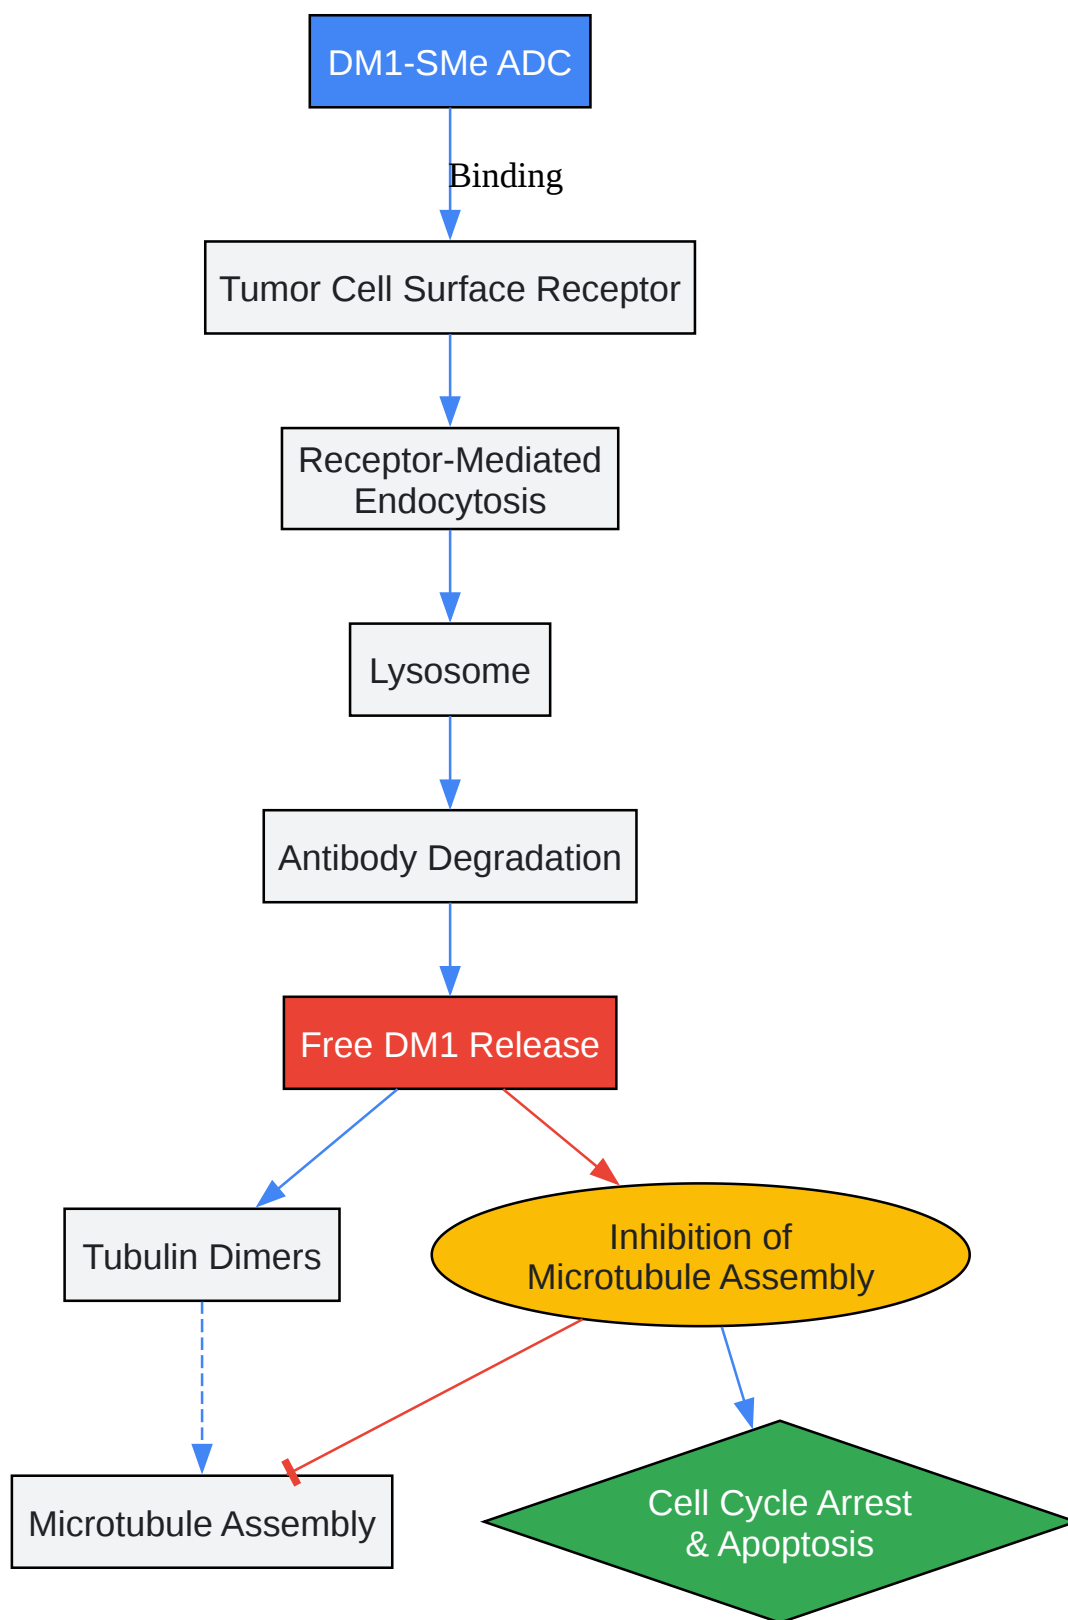 DM1-SMe ADC
Binding
Tumor Cell Surface Receptor
Receptor-Mediated
Endocytosis
Lysosome
Antibody Degradation
Free DM1 Release
Tubulin Dimers
Inhibition of
Microtubule Assembly
Microtubule Assembly
Cell Cycle Arrest
& Apoptosis